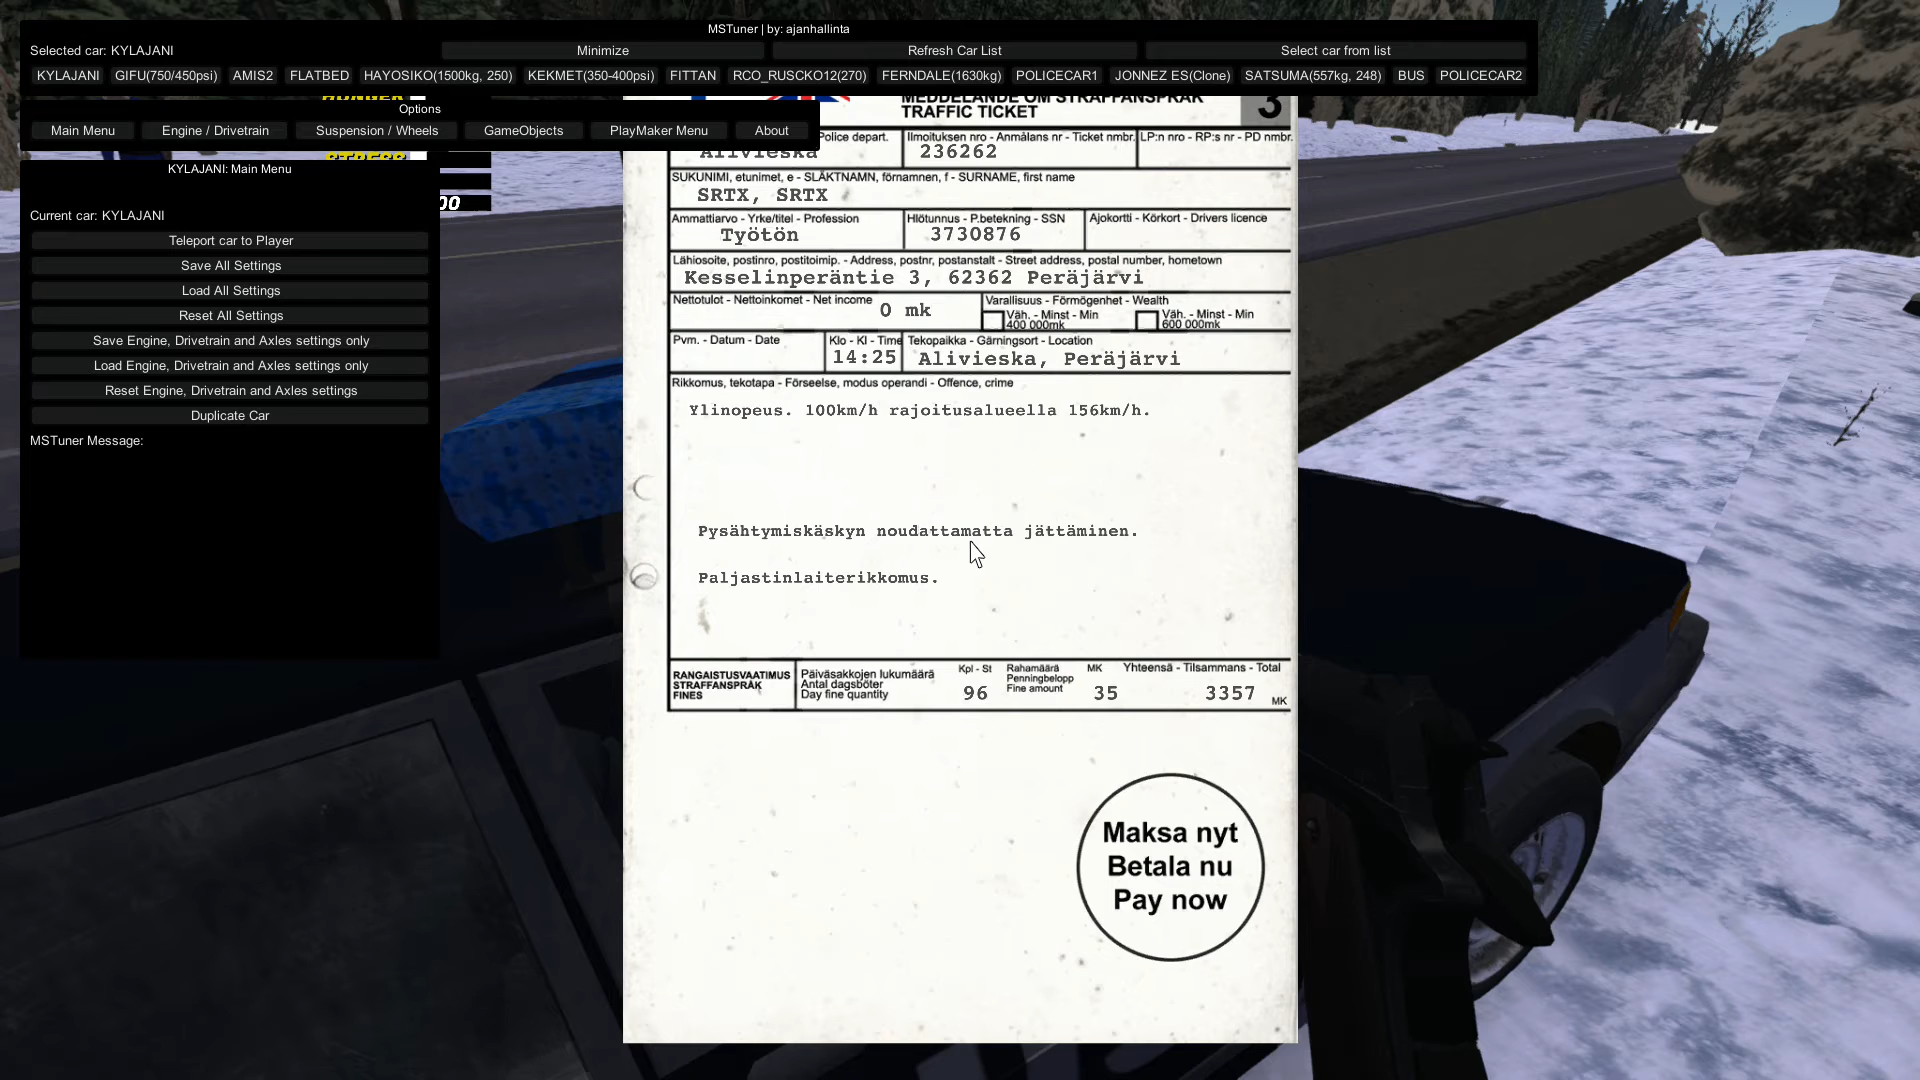 MSTuner | by: ajanhallinta
Selected car: KYLAJANI
Minimize
Refresh Car List
Select car from list
KYLAJANI GIFU(750/450psi) AMIS2 FLATBED HAYOSIKO(1500kg, 250) KEKMET(350-400psi) FITTAN RCO_RUSCKO12(270) FERNDALE(1630kg) POLICECAR1 JONNEZ ES(Clone) SATSUMA(557kg, 248) BUS POLICECAR2
Options
Main Menu Engine / Drivetrain Suspension / Wheels GameObjects PlayMaker Menu About
KYLAJANI: Main Menu
Current car: KYLAJANI
Teleport car to Player
Save All Settings
Load All Settings
Reset All Settings
Save Engine, Drivetrain and Axles settings only
Load Engine, Drivetrain and Axles settings only
Reset Engine, Drivetrain and Axles settings
Duplicate Car
MSTuner Message:
STRESS
00
MEDDELANDE OM STRAFFANSPRÅK
TRAFFIC TICKET
3
Police depart.
Alivieska
Ilmoituksen nro - Anmälans nr - Ticket nmbr.
236262
LP:n nro - RP:s nr - PD nmbr.
SUKUNIMI, etunimet, e - SLÄKTNAMN, förnamnen, f - SURNAME, first name
SRTX, SRTX
Ammattiarvo - Yrke/titel - Profession
Työtön
Hlötunnus - P.betekning - SSN
3730876
Ajokortti - Körkort - Drivers licence
Lähiosoite, postinro, postitoimip. - Address, postnr, postanstalt - Street address, postal number, hometown
Kesselinperäntie 3, 62362 Peräjärvi
Nettotulot - Nettoinkomet - Net income
0 mk
Varallisuus - Förmögenhet - Wealth
Väh. - Minst - Min
400 000mk
Väh. - Minst - Min
600 000mk
Pvm. - Datum - Date
Klo - Kl - Time
14:25
Tekopaikka - Gärningsort - Location
Alivieska, Peräjärvi
Rikkomus, tekotapa - Förseelse, modus operandi - Offence, crime
Ylinopeus. 100km/h rajoitusalueella 156km/h.
Pysähtymiskäskyn noudattamatta jättäminen.
Paljastinlaiterikkomus.
RANGAISTUSVAATIMUS
STRAFFANSPRÅK
FINES
Päiväsakkojen lukumäärä
Antal dagsböter
Day fine quantity
Kpl - St
96
Rahamäärä
Penningbelopp
Fine amount
MK
35
Yhteensä - Tilsammans - Total
3357
MK
Maksa nyt
Betala nu
Pay now